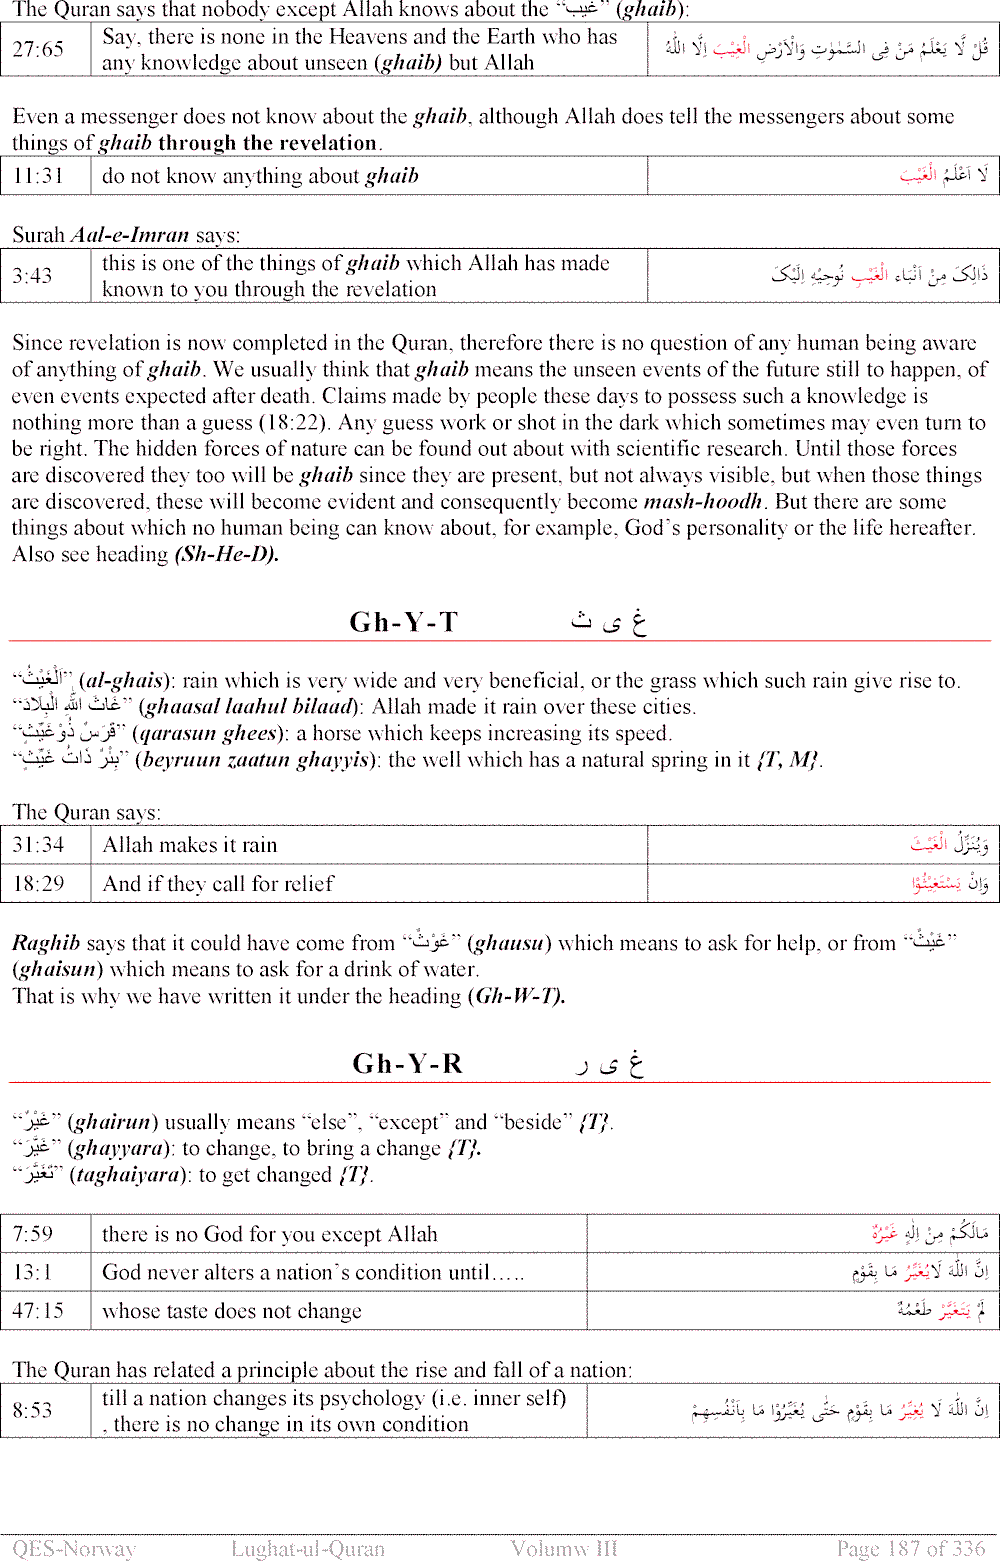 The Quran says that nobody except Allah knows about the “غيب” (ghaib):
27:65 Say, there is none in the Heavens and the Earth who has any knowledge about unseen (ghaib) but Allah قُلْ لَّا يَعْلَمُ مَنْ فِى السَّمٰوٰتِ وَالْاَرْضِ الْغَيْبَ اِلَّا اللّٰهُ
Even a messenger does not know about the ghaib, although Allah does tell the messengers about some
things of ghaib through the revelation.
11:31 do not know anything about ghaib لَا اَعْلَمُ الْغَيْبَ
Surah Aal-e-Imran says:
3:43 this is one of the things of ghaib which Allah has made known to you through the revelation ذَالِکَ مِنْ اَنْبَاء الْغَيْبِ نُوحِيْهِ اِلَيْکَ
Since revelation is now completed in the Quran, therefore there is no question of any human being aware
of anything of ghaib. We usually think that ghaib means the unseen events of the future still to happen, of
even events expected after death. Claims made by people these days to possess such a knowledge is
nothing more than a guess (18:22). Any guess work or shot in the dark which sometimes may even turn to
be right. The hidden forces of nature can be found out about with scientific research. Until those forces
are discovered they too will be ghaib since they are present, but not always visible, but when those things
are discovered, these will become evident and consequently become mash-hoodh. But there are some
things about which no human being can know about, for example, God’s personality or the life hereafter.
Also see heading (Sh-He-D).
Gh-Y-T غ ی ث
“اَلْغَيْثُ” (al-ghais): rain which is very wide and very beneficial, or the grass which such rain give rise to.
“غَاثَ اللّٰهُ الْبِلَادَ” (ghaasal laahul bilaad): Allah made it rain over these cities.
“فَرَسٌ ذُوْغَيِّثٍ” (qarasun ghees): a horse which keeps increasing its speed.
“بِئْرٌ ذَاتُ غَيِّثٍ” (beyruun zaatun ghayyis): the well which has a natural spring in it {T, M}.
The Quran says:
31:34 Allah makes it rain وَيُنَزِّلُ الْغَيْثَ
18:29 And if they call for relief وَاِنْ يَسْتَغِيْثُوْا
Raghib says that it could have come from “غَوْثٌ” (ghausu) which means to ask for help, or from “غَيْثٌ”
(ghaisun) which means to ask for a drink of water.
That is why we have written it under the heading (Gh-W-T).
Gh-Y-R غ ی ر
“غَيْرٌ” (ghairun) usually means “else”, “except” and “beside” {T}.
“غَيَّرَ” (ghayyara): to change, to bring a change {T}.
“تَغَيَّرَ” (taghaiyara): to get changed {T}.
7:59 there is no God for you except Allah مَالَكُمْ مِنْ اِلٰهٍ غَيْرُهٗ
13:1 God never alters a nation’s condition until….. اِنَّ اللّٰهَ لَايُغَيِّرُ مَا بِقَوْمٍ
47:15 whose taste does not change لَمْ يَتَغَيَّرْ طَعْمُهٗ
The Quran has related a principle about the rise and fall of a nation:
8:53 till a nation changes its psychology (i.e. inner self) , there is no change in its own condition اِنَّ اللّٰهَ لَا يُغَيِّرُ مَا بِقَوْمٍ حَتّٰى يُغَيِّرُوْا مَا بِاَنْفُسِهِمْ
QES-Norway Lughat-ul-Quran Volumw III Page 187 of 336